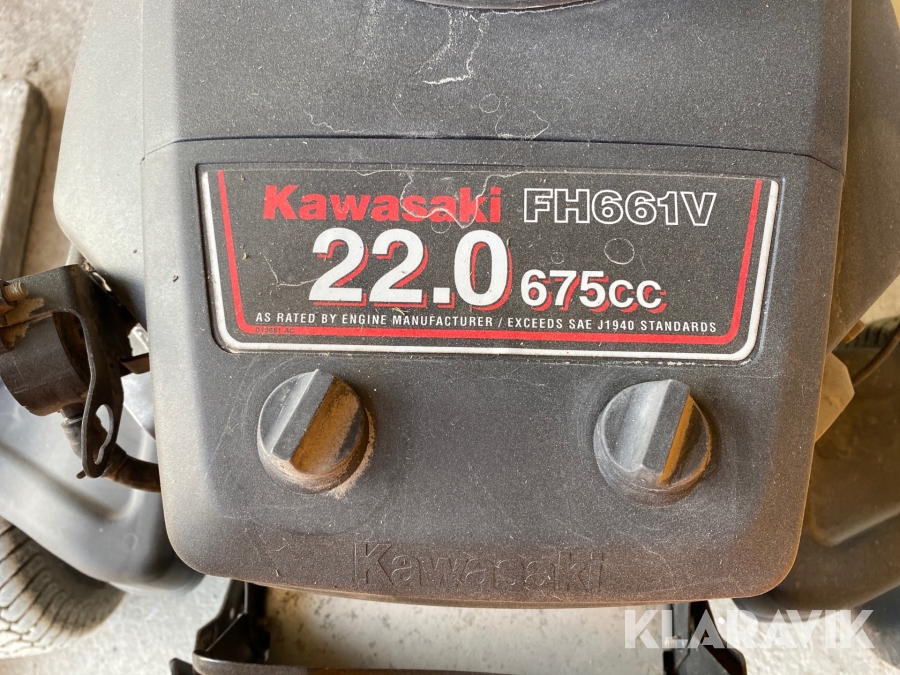 Kawasaki FH661V
22.0 675cc
AS RATED BY ENGINE MANUFACTURER / EXCEEDS SAE J1940 STANDARDS
Kawasaki
KLARAVIK